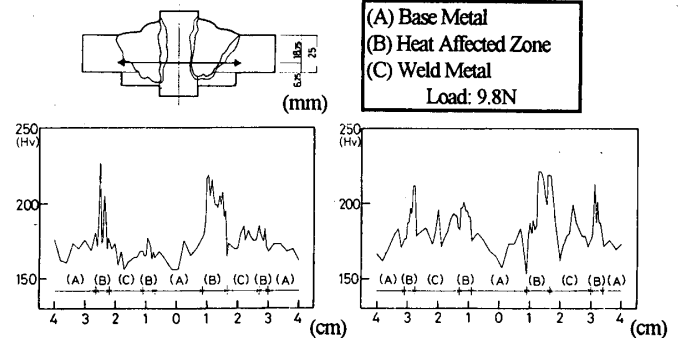 (A) Base Metal
(B) Heat Affected Zone
(C) Weld Metal
Load: 9.8N
6.25 18.75 25
(mm)
250
(Hv)
200
150
(A) (B) (C) (B) (A) (B) (C) (B) (A)
4 3 2 1 0 1 2 3 4 (cm)
250
(Hv)
200
150
(A) (B) (C) (B) (A) (B) (C) (B) (A)
4 3 2 1 0 1 2 3 4 (cm)